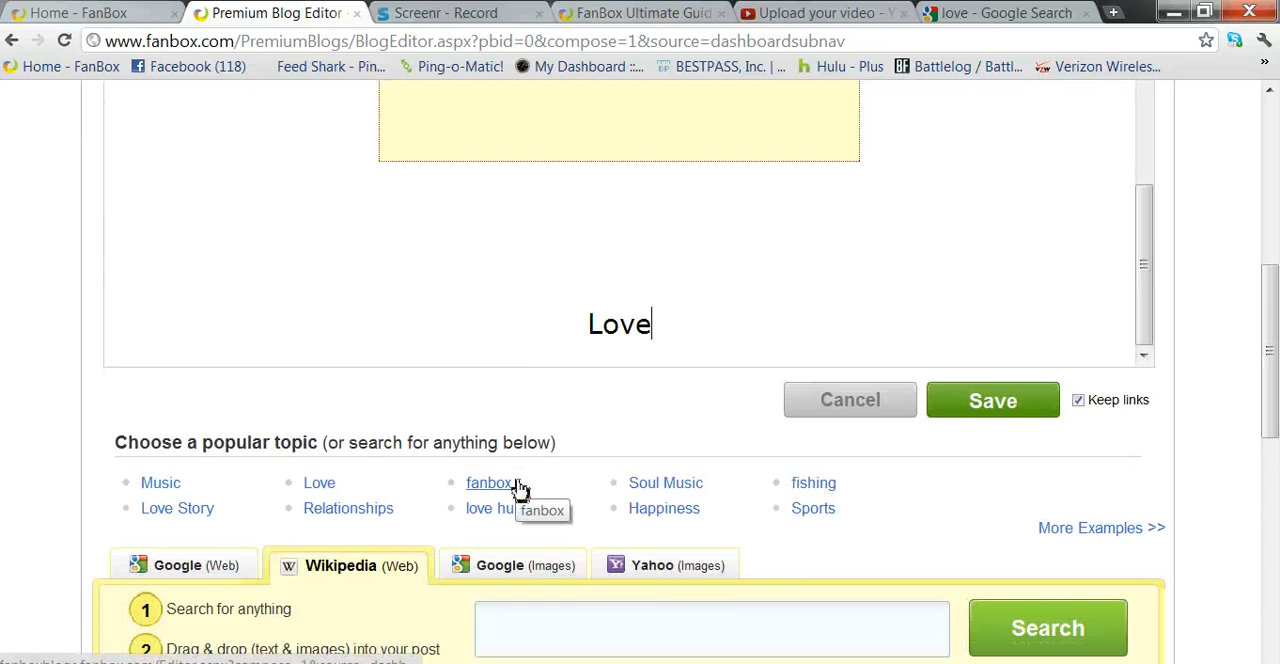 Home - FanBox
Premium Blog Editor -
Screenr - Record
FanBox Ultimate Guid
Upload your video - Y
love - Google Search
www.fanbox.com/PremiumBlogs/BlogEditor.aspx?pbid=0&compose=1&source=dashboardsubnav
Home - FanBox
Facebook (118)
Feed Shark - Pin...
Ping-o-Matic!
My Dashboard ::...
BESTPASS, Inc. | ...
Hulu - Plus
Battlelog / Battl...
Verizon Wireles...
»
Love
Cancel
Save
Keep links
Choose a popular topic (or search for anything below)
Music
Love
fanbox
Soul Music
fishing
Love Story
Relationships
love hu
fanbox
Happiness
Sports
More Examples >>
Google (Web)
Wikipedia (Web)
Google (Images)
Yahoo (Images)
1 Search for anything
Search
2 Drag & drop (text & images) into your post